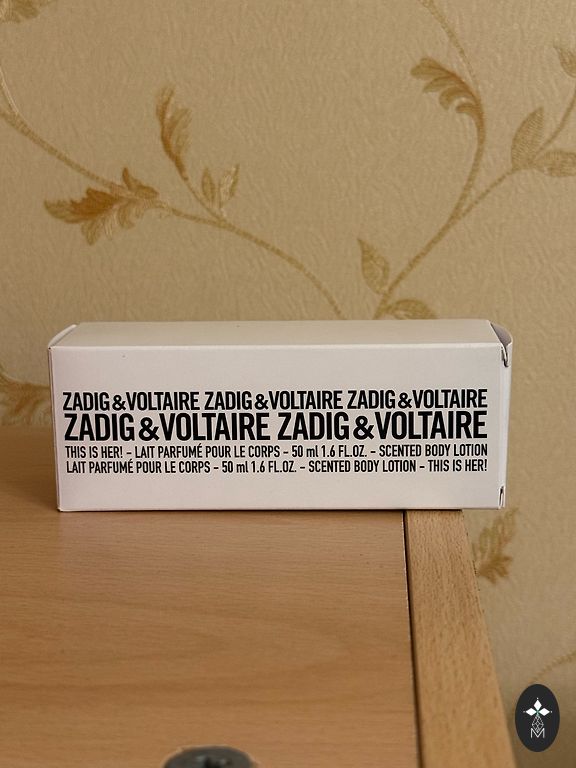 ZADIG&VOLTAIRE ZADIG&VOLTAIRE ZADIG&VOLTAIRE
ZADIG&VOLTAIRE ZADIG&VOLTAIRE
THIS IS HER! – LAIT PARFUMÉ POUR LE CORPS – 50 ml 1.6 FL.OZ. – SCENTED BODY LOTION
LAIT PARFUMÉ POUR LE CORPS – 50 ml 1.6 FL.OZ. – SCENTED BODY LOTION – THIS IS HER!
M